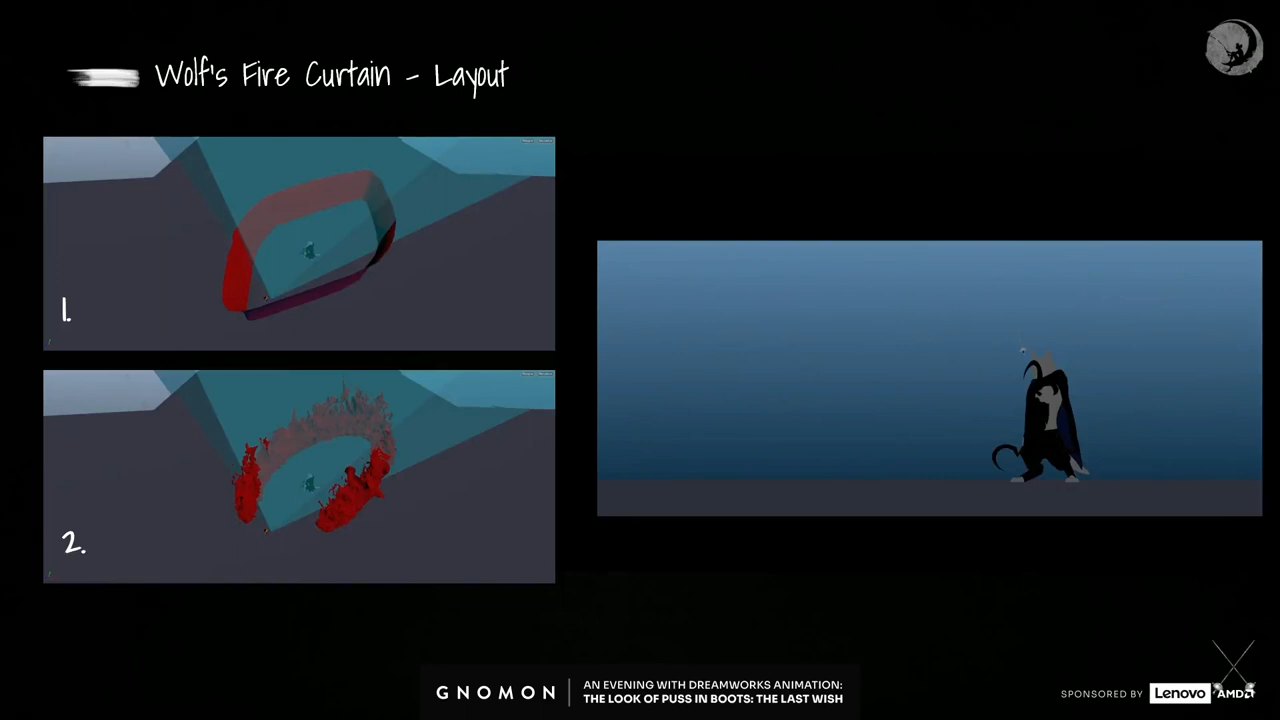 Wolf's Fire Curtain - Layout
1.
2.
GNOMON
AN EVENING WITH DREAMWORKS ANIMATION:
THE LOOK OF PUSS IN BOOTS: THE LAST WISH
SPONSORED BY Lenovo AMD